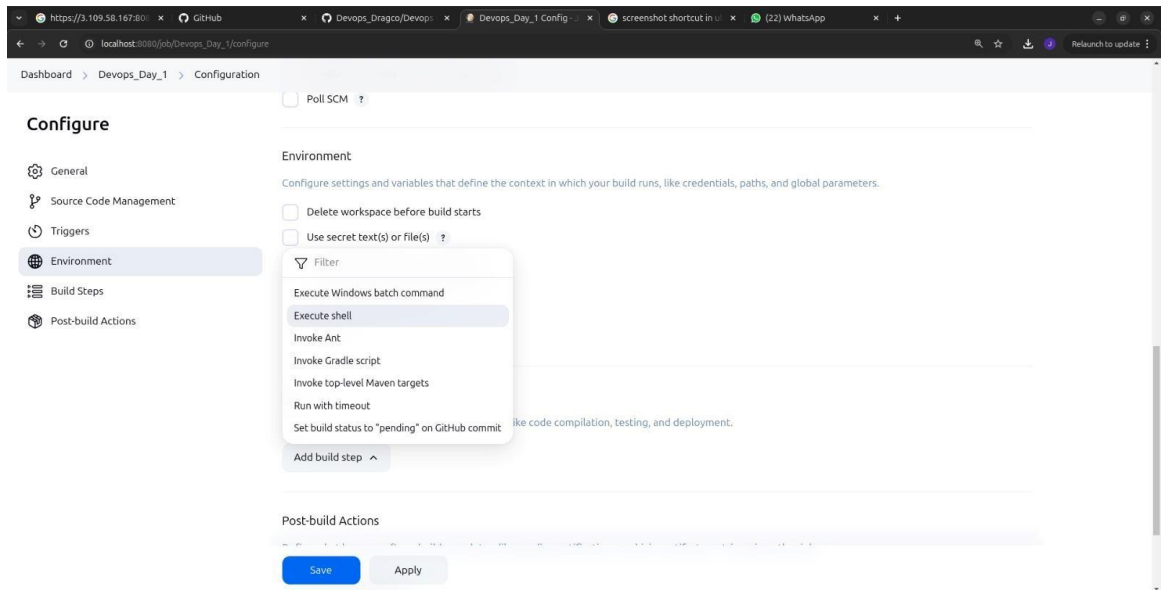 https://3.109.58.167:808
GitHub
Devops_Dragco/Devops
Devops_Day_1 Config - J
screenshot shortcut in u
(22) WhatsApp
localhost:8080/job/Devops_Day_1/configure
J
Relaunch to update
Dashboard > Devops_Day_1 > Configuration
Configure
General
Source Code Management
Triggers
Environment
Build Steps
Post-build Actions
Poll SCM ?
Environment
Configure settings and variables that define the context in which your build runs, like credentials, paths, and global parameters.
Delete workspace before build starts
Use secret text(s) or file(s) ?
Filter
Execute Windows batch command
Execute shell
Invoke Ant
Invoke Gradle script
Invoke top-level Maven targets
Run with timeout
Set build status to "pending" on GitHub commit
ike code compilation, testing, and deployment.
Add build step
Post-build Actions
Save
Apply